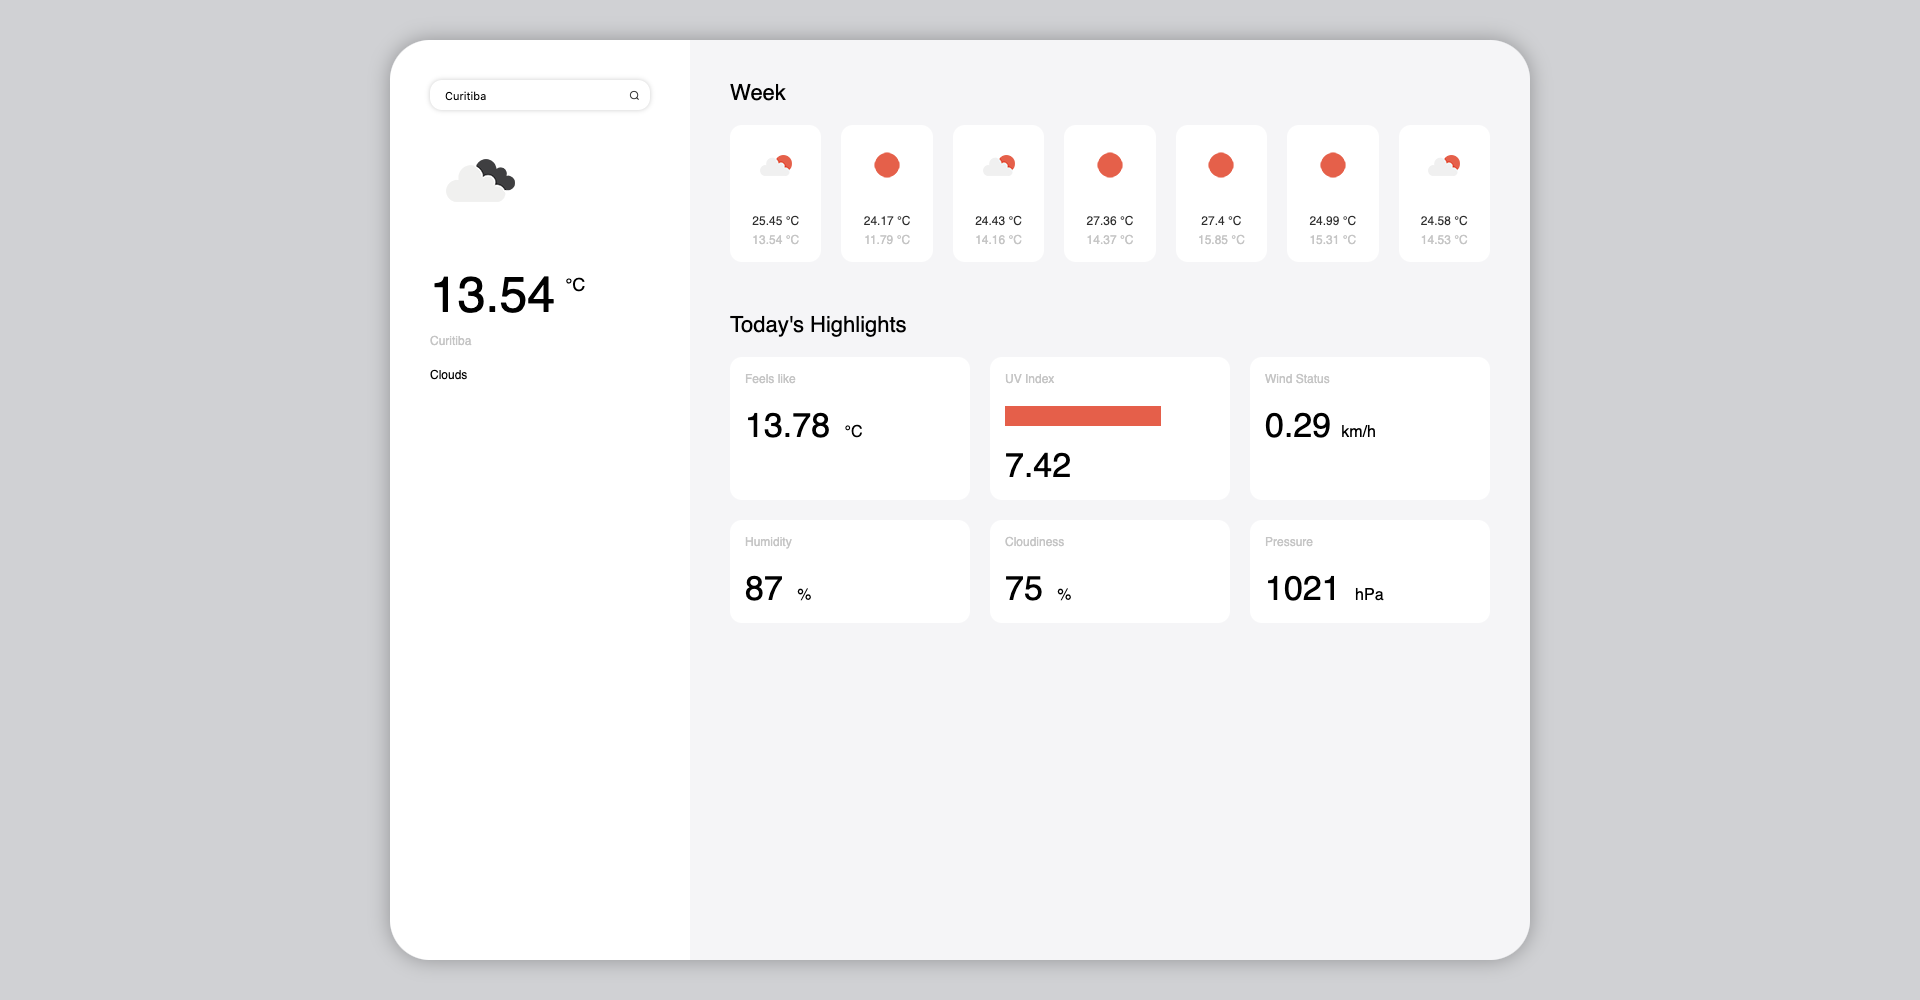 Curitiba
13.54 °C
Curitiba
Clouds
Week
25.45 °C 24.17 °C 24.43 °C 27.36 °C 27.4 °C 24.99 °C 24.58 °C
13.54 °C 11.79 °C 14.16 °C 14.37 °C 15.85 °C 15.31 °C 14.53 °C
Today's Highlights
Feels like
13.78 °C
UV Index
7.42
Wind Status
0.29 km/h
Humidity
87 %
Cloudiness
75 %
Pressure
1021 hPa